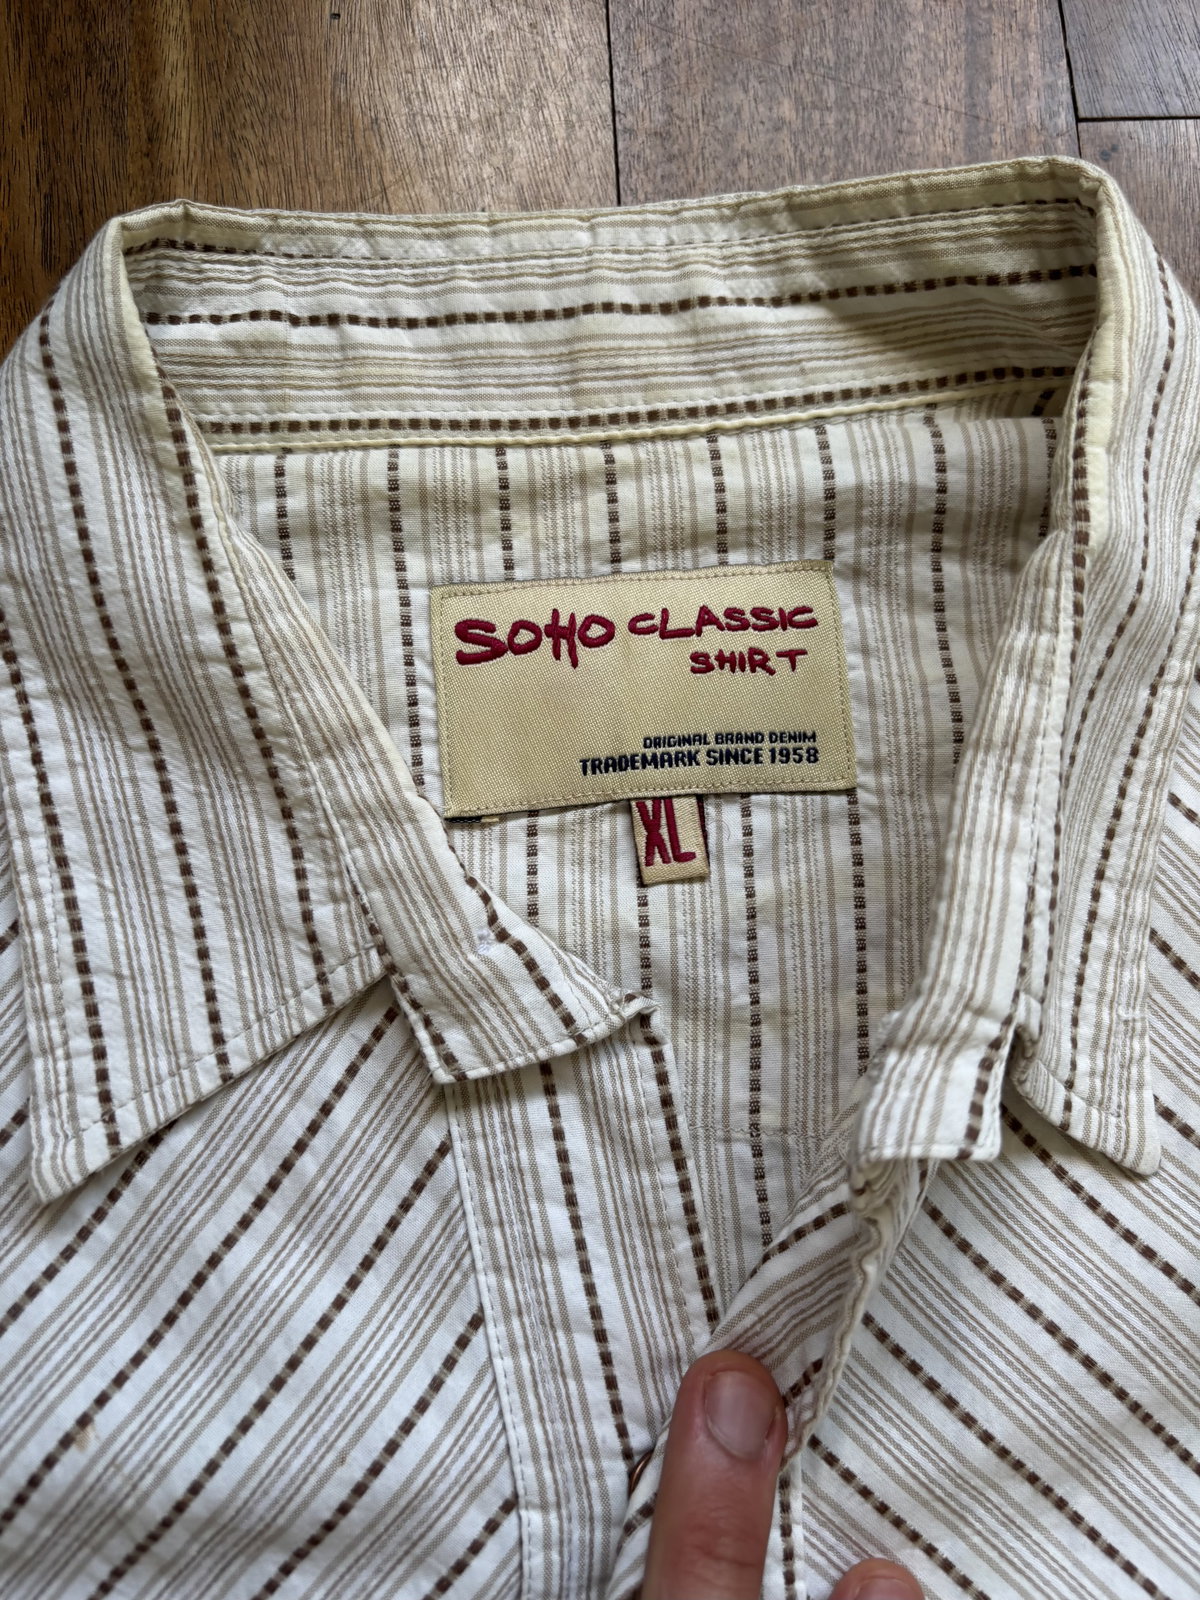 SOHO CLASSIC
SHIRT
ORIGINAL BRAND DENIM
TRADEMARK SINCE 1958
XL